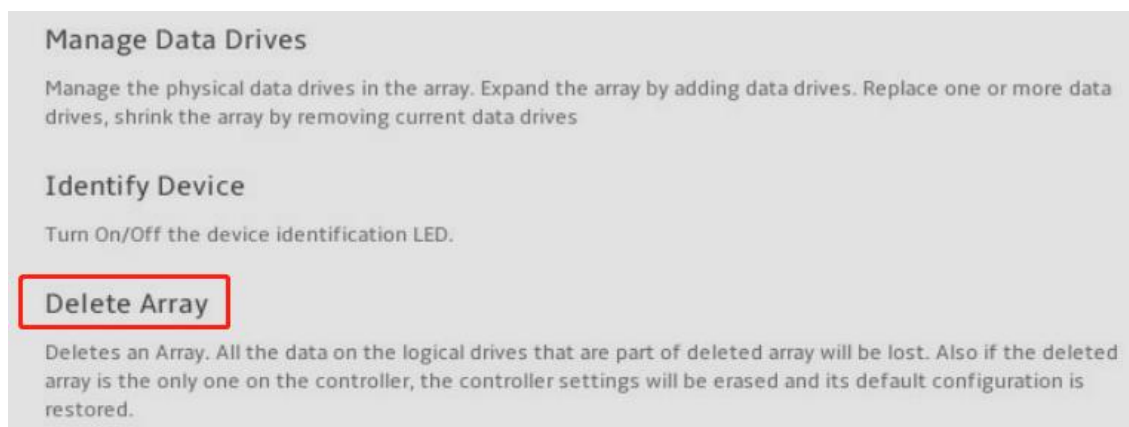 Manage Data Drives
Manage the physical data drives in the array. Expand the array by adding data drives. Replace one or more data
drives, shrink the array by removing current data drives
Identify Device
Turn On/Off the device identification LED.
Delete Array
Deletes an Array. All the data on the logical drives that are part of deleted array will be lost. Also if the deleted
array is the only one on the controller, the controller settings will be erased and its default configuration is
restored.